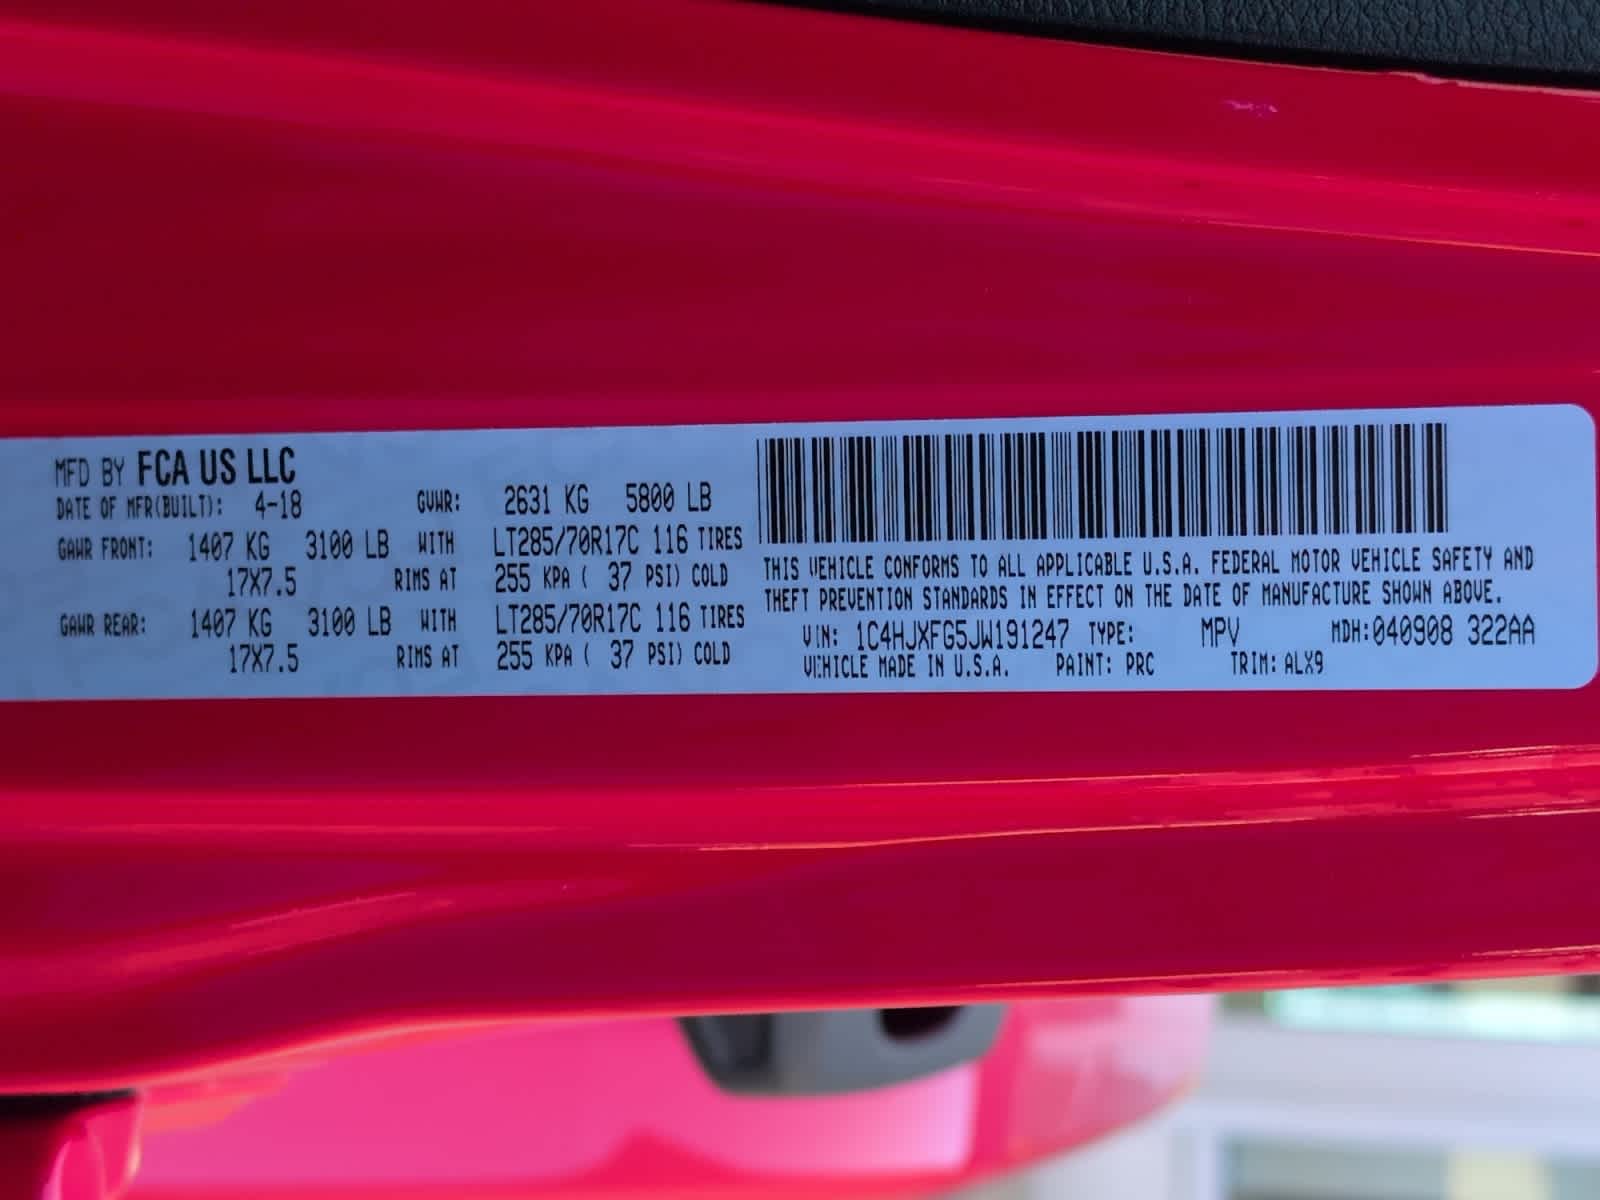 MFD BY FCA US LLC
DATE OF MFR(BUILT): 4-18 GVWR: 2631 KG 5800 LB
GAWR FRONT: 1407 KG 3100 LB WITH LT285/70R17C 116 TIRES
17X7.5 RIMS AT 255 KPA ( 37 PSI) COLD
GAWR REAR: 1407 KG 3100 LB WITH LT285/70R17C 116 TIRES
17X7.5 RIMS AT 255 KPA ( 37 PSI) COLD
THIS VEHICLE CONFORMS TO ALL APPLICABLE U.S.A. FEDERAL MOTOR VEHICLE SAFETY AND
THEFT PREVENTION STANDARDS IN EFFECT ON THE DATE OF MANUFACTURE SHOWN ABOVE.
VIN: 1C4HJXFG5JW191247 TYPE: MPV MDH:040908 322AA
VEHICLE MADE IN U.S.A. PAINT: PRC TRIM: ALX9